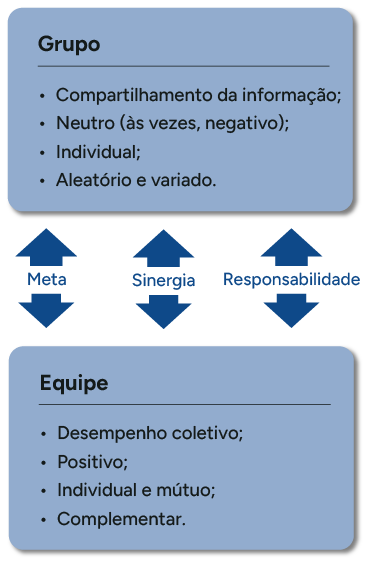 Grupo
• Compartilhamento da informação;
• Neutro (às vezes, negativo);
• Individual;
• Aleatório e variado.
Meta
Sinergia
Responsabilidade
Equipe
• Desempenho coletivo;
• Positivo;
• Individual e mútuo;
• Complementar.